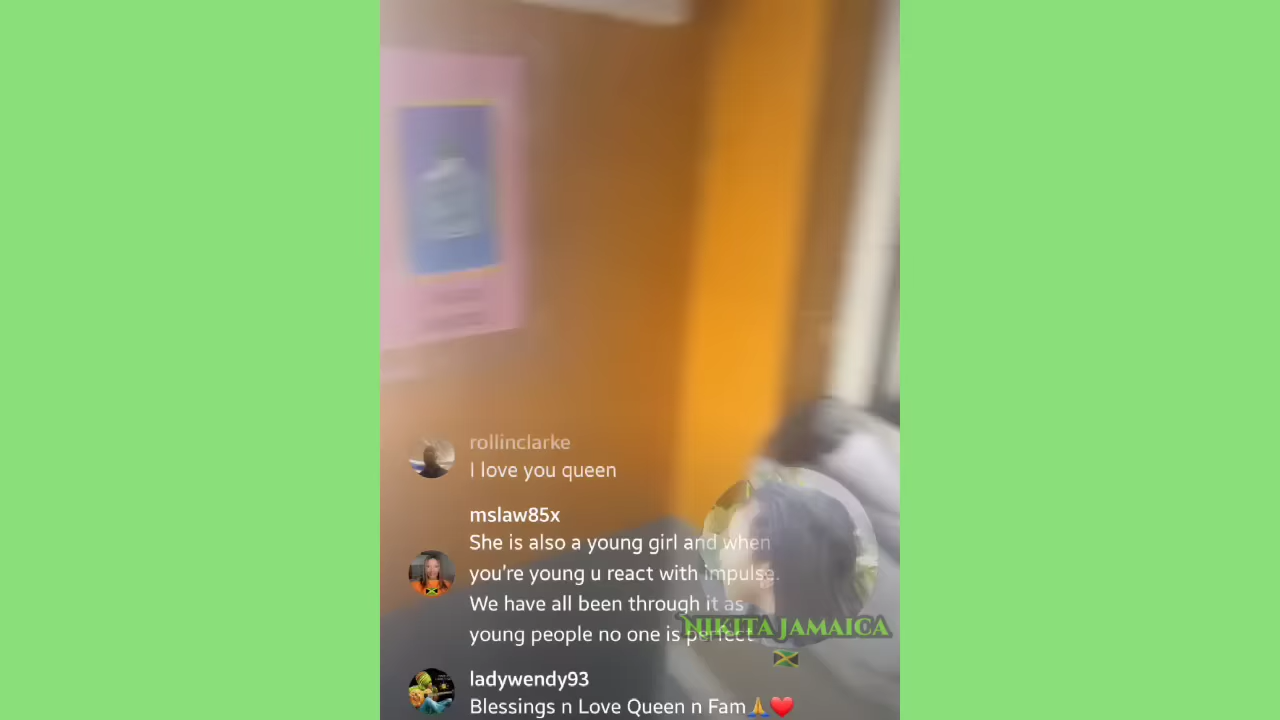 rollinclarke
I love you queen
mslaw85x
She is also a young girl and when
you're young u react with impulse.
We have all been through it as
young people no one is perfect
NIKITA JAMAICA
ladywendy93
Blessings n Love Queen n Fam🙏❤️